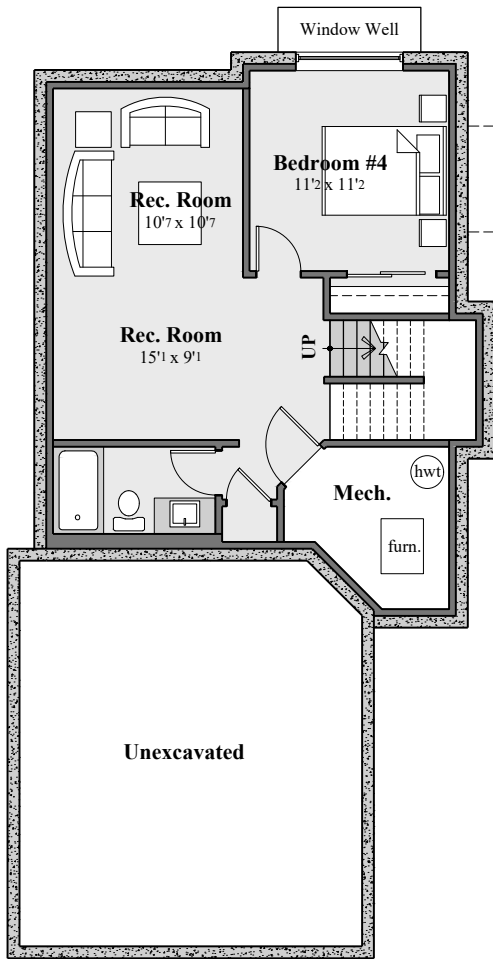 Window Well
Bedroom #4
11'2 x 11'2
Rec. Room
10'7 x 10'7
Rec. Room
15'1 x 9'1
UP
hwt
Mech.
furn.
Unexcavated